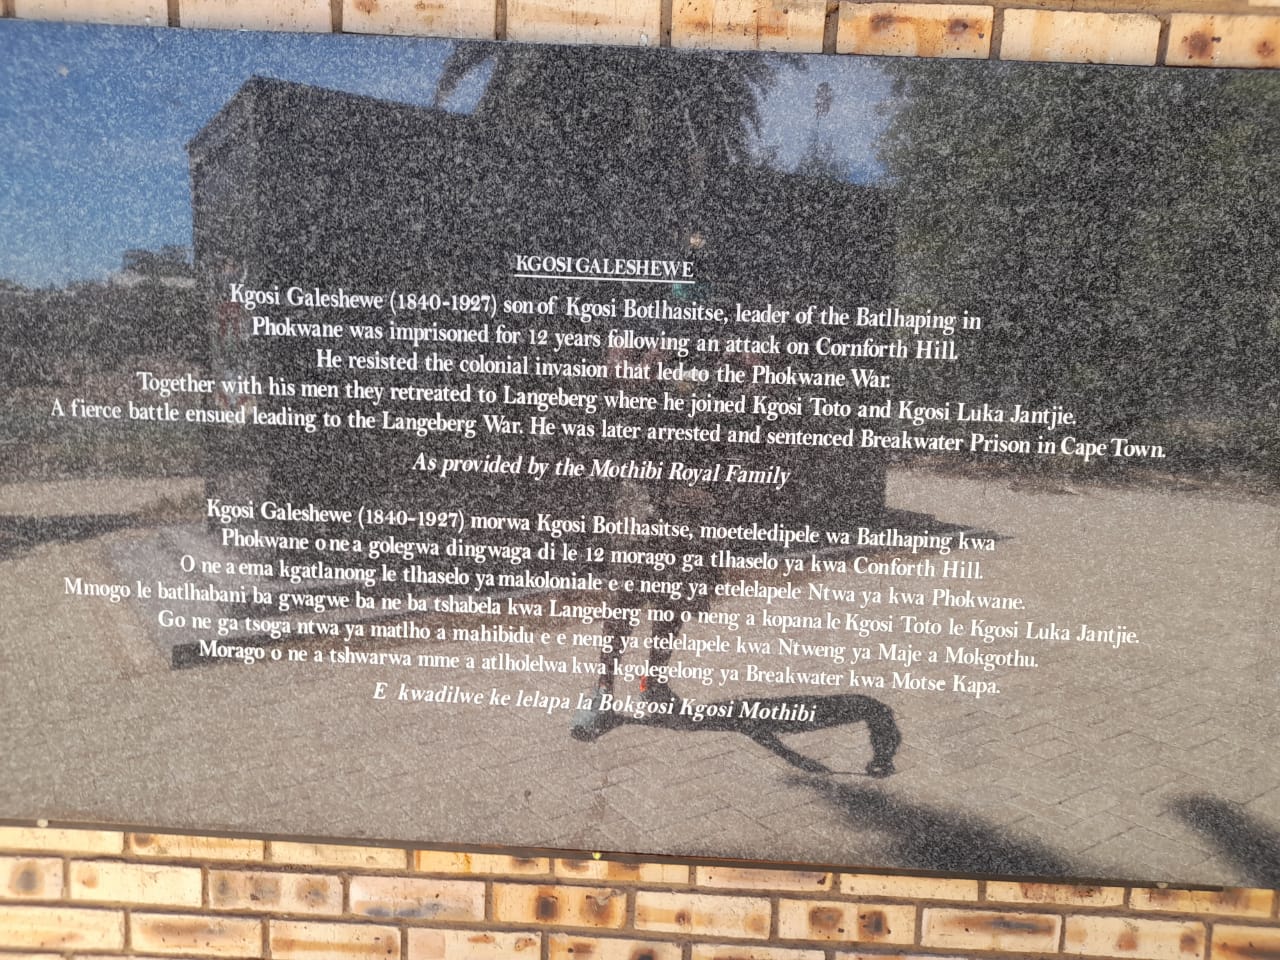 KGOSI GALESHEWE
Kgosi Galeshewe (1840-1927) son of Kgosi Botlhasitse, leader of the Batlhaping in
Phokwane was imprisoned for 12 years following an attack on Cornforth Hill.
He resisted the colonial invasion that led to the Phokwane War.
Together with his men they retreated to Langeberg where he joined Kgosi Toto and Kgosi Luka Jantjie.
A fierce battle ensued leading to the Langeberg War. He was later arrested and sentenced Breakwater Prison in Cape Town.
As provided by the Mothibi Royal Family
Kgosi Galeshewe (1840-1927) morwa Kgosi Botlhasitse, moeteledipele wa Batlhaping kwa
Phokwane o ne a golegwa dingwaga di le 12 morago ga tlhaselo ya kwa Conforth Hill.
O ne a ema kgatlanong le tlhaselo ya makoloniale e e neng ya etelelapele Ntwa ya kwa Phokwane.
Mmogo le batlhabani ba gwagwe ba ne ba tshabela kwa Langeberg mo o neng a kopana le Kgosi Toto le Kgosi Luka Jantjie.
Go ne ga tsoga ntwa ya matlho a mahibidu e e neng ya etelelapele kwa Ntweng ya Maje a Mokgothu.
Morago o ne a tshwarwa mme a atlholelwa kwa kgolegelong ya Breakwater kwa Motse Kapa.
E kwadilwe ke lelapa la Bokgosi Kgosi Mothibi